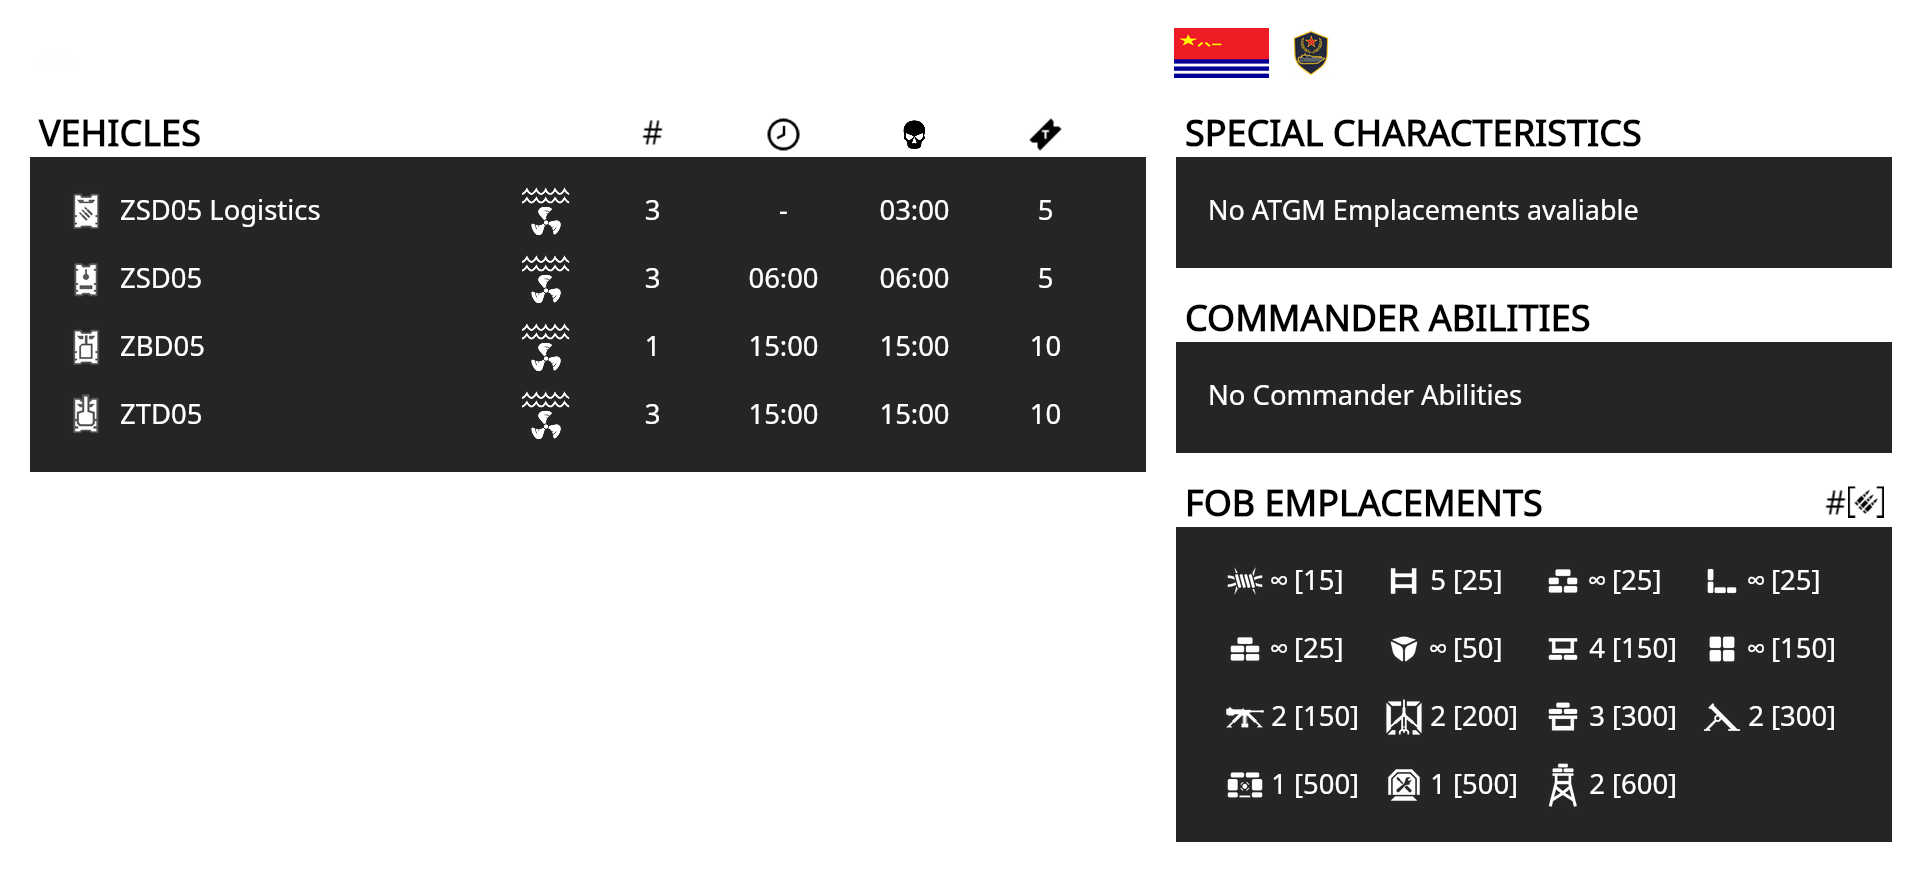 VEHICLES #
ZSD05 Logistics 3 - 03:00 5
ZSD05 3 06:00 06:00 5
ZBD05 1 15:00 15:00 10
ZTD05 3 15:00 15:00 10
SPECIAL CHARACTERISTICS
No ATGM Emplacements avaliable
COMMANDER ABILITIES
No Commander Abilities
FOB EMPLACEMENTS #[ ]
∞ [15] 5 [25] ∞ [25] ∞ [25]
∞ [25] ∞ [50] 4 [150] ∞ [150]
2 [150] 2 [200] 3 [300] 2 [300]
1 [500] 1 [500] 2 [600]